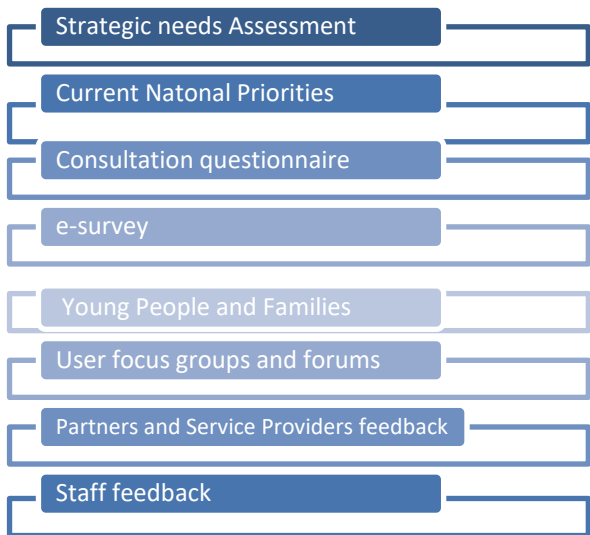 Strategic needs Assessment
Current Natonal Priorities
Consultation questionnaire
e-survey
Young People and Families
User focus groups and forums
Partners and Service Providers feedback
Staff feedback